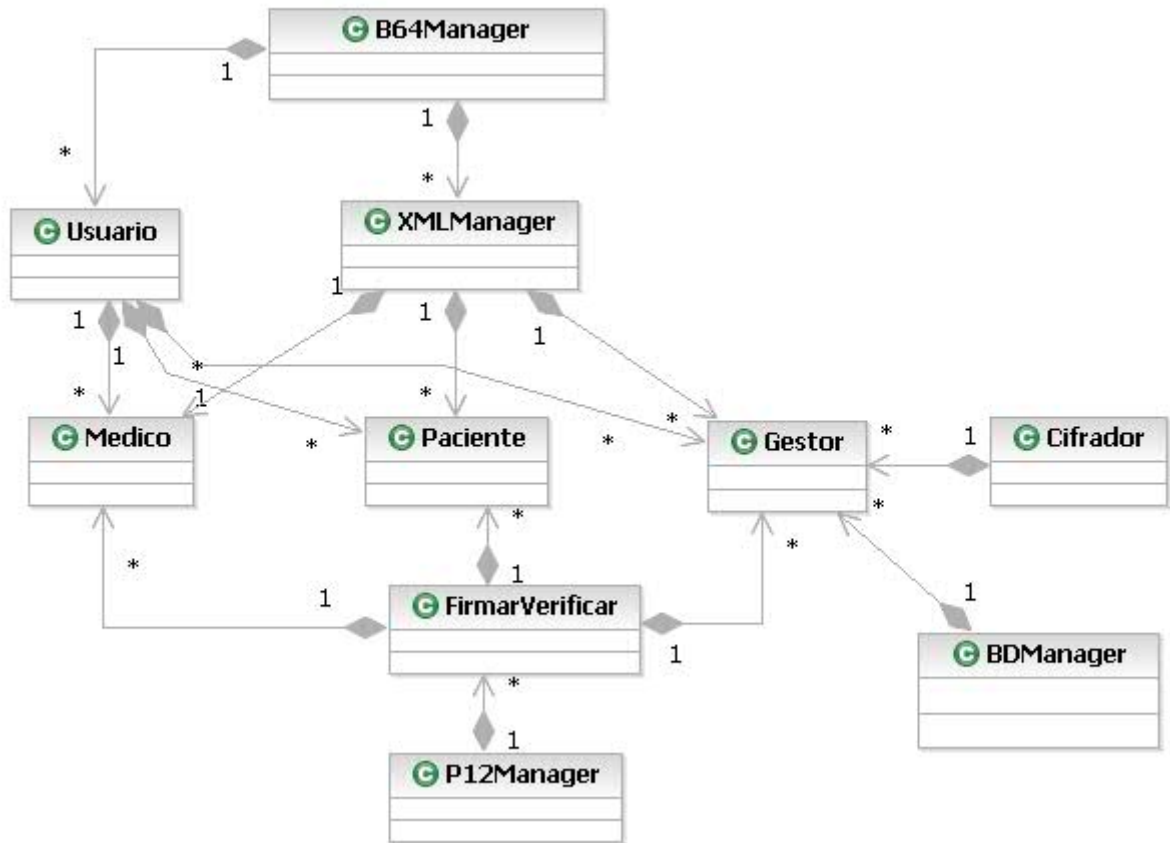 B64Manager
1
1
*
*
Usuario
XMLManager
1
1
1
1
1
*
*
1
*
*
*
*
Medico
Paciente
Gestor
*
1
Cifrador
*
*
*
*
1
1
FirmarVerificar
1
1
BDManager
*
1
P12Manager